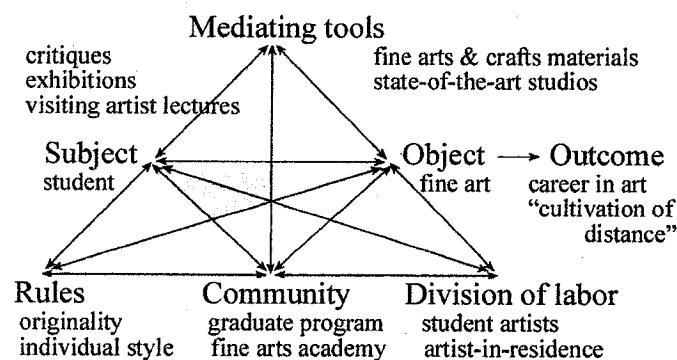 Mediating tools
critiques
exhibitions
visiting artist lectures
fine arts & crafts materials
state-of-the-art studios
Subject
student
Object
fine art
Outcome
career in art
“cultivation of
distance”
Rules
originality
individual style
Community
graduate program
fine arts academy
Division of labor
student artists
artist-in-residence